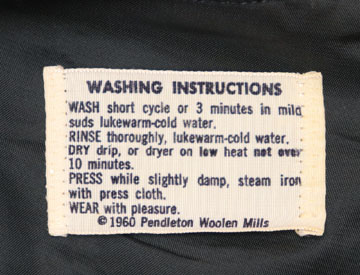 WASHING INSTRUCTIONS
WASH short cycle or 3 minutes in mild
suds lukewarm-cold water.
RINSE thoroughly, lukewarm-cold water.
DRY drip, or dryer on low heat not over
10 minutes.
PRESS while slightly damp, steam iron
with press cloth.
WEAR with pleasure.
© 1960 Pendleton Woolen Mills